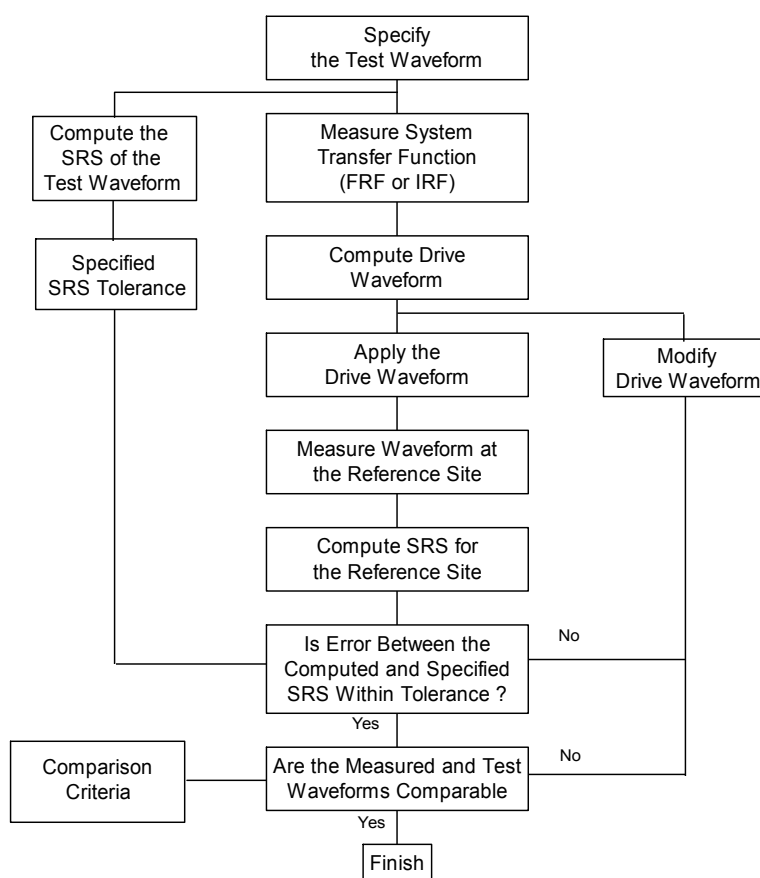 Specify
the Test Waveform
Compute the
SRS of the
Test Waveform
Measure System
Transfer Function
(FRF or IRF)
Specified
SRS Tolerance
Compute Drive
Waveform
Apply the
Drive Waveform
Modify
Drive Waveform
Measure Waveform at
the Reference Site
Compute SRS for
the Reference Site
Is Error Between the
Computed and Specified
SRS Within Tolerance ?
No
Yes
Comparison
Criteria
Are the Measured and Test
Waveforms Comparable
No
Yes
Finish